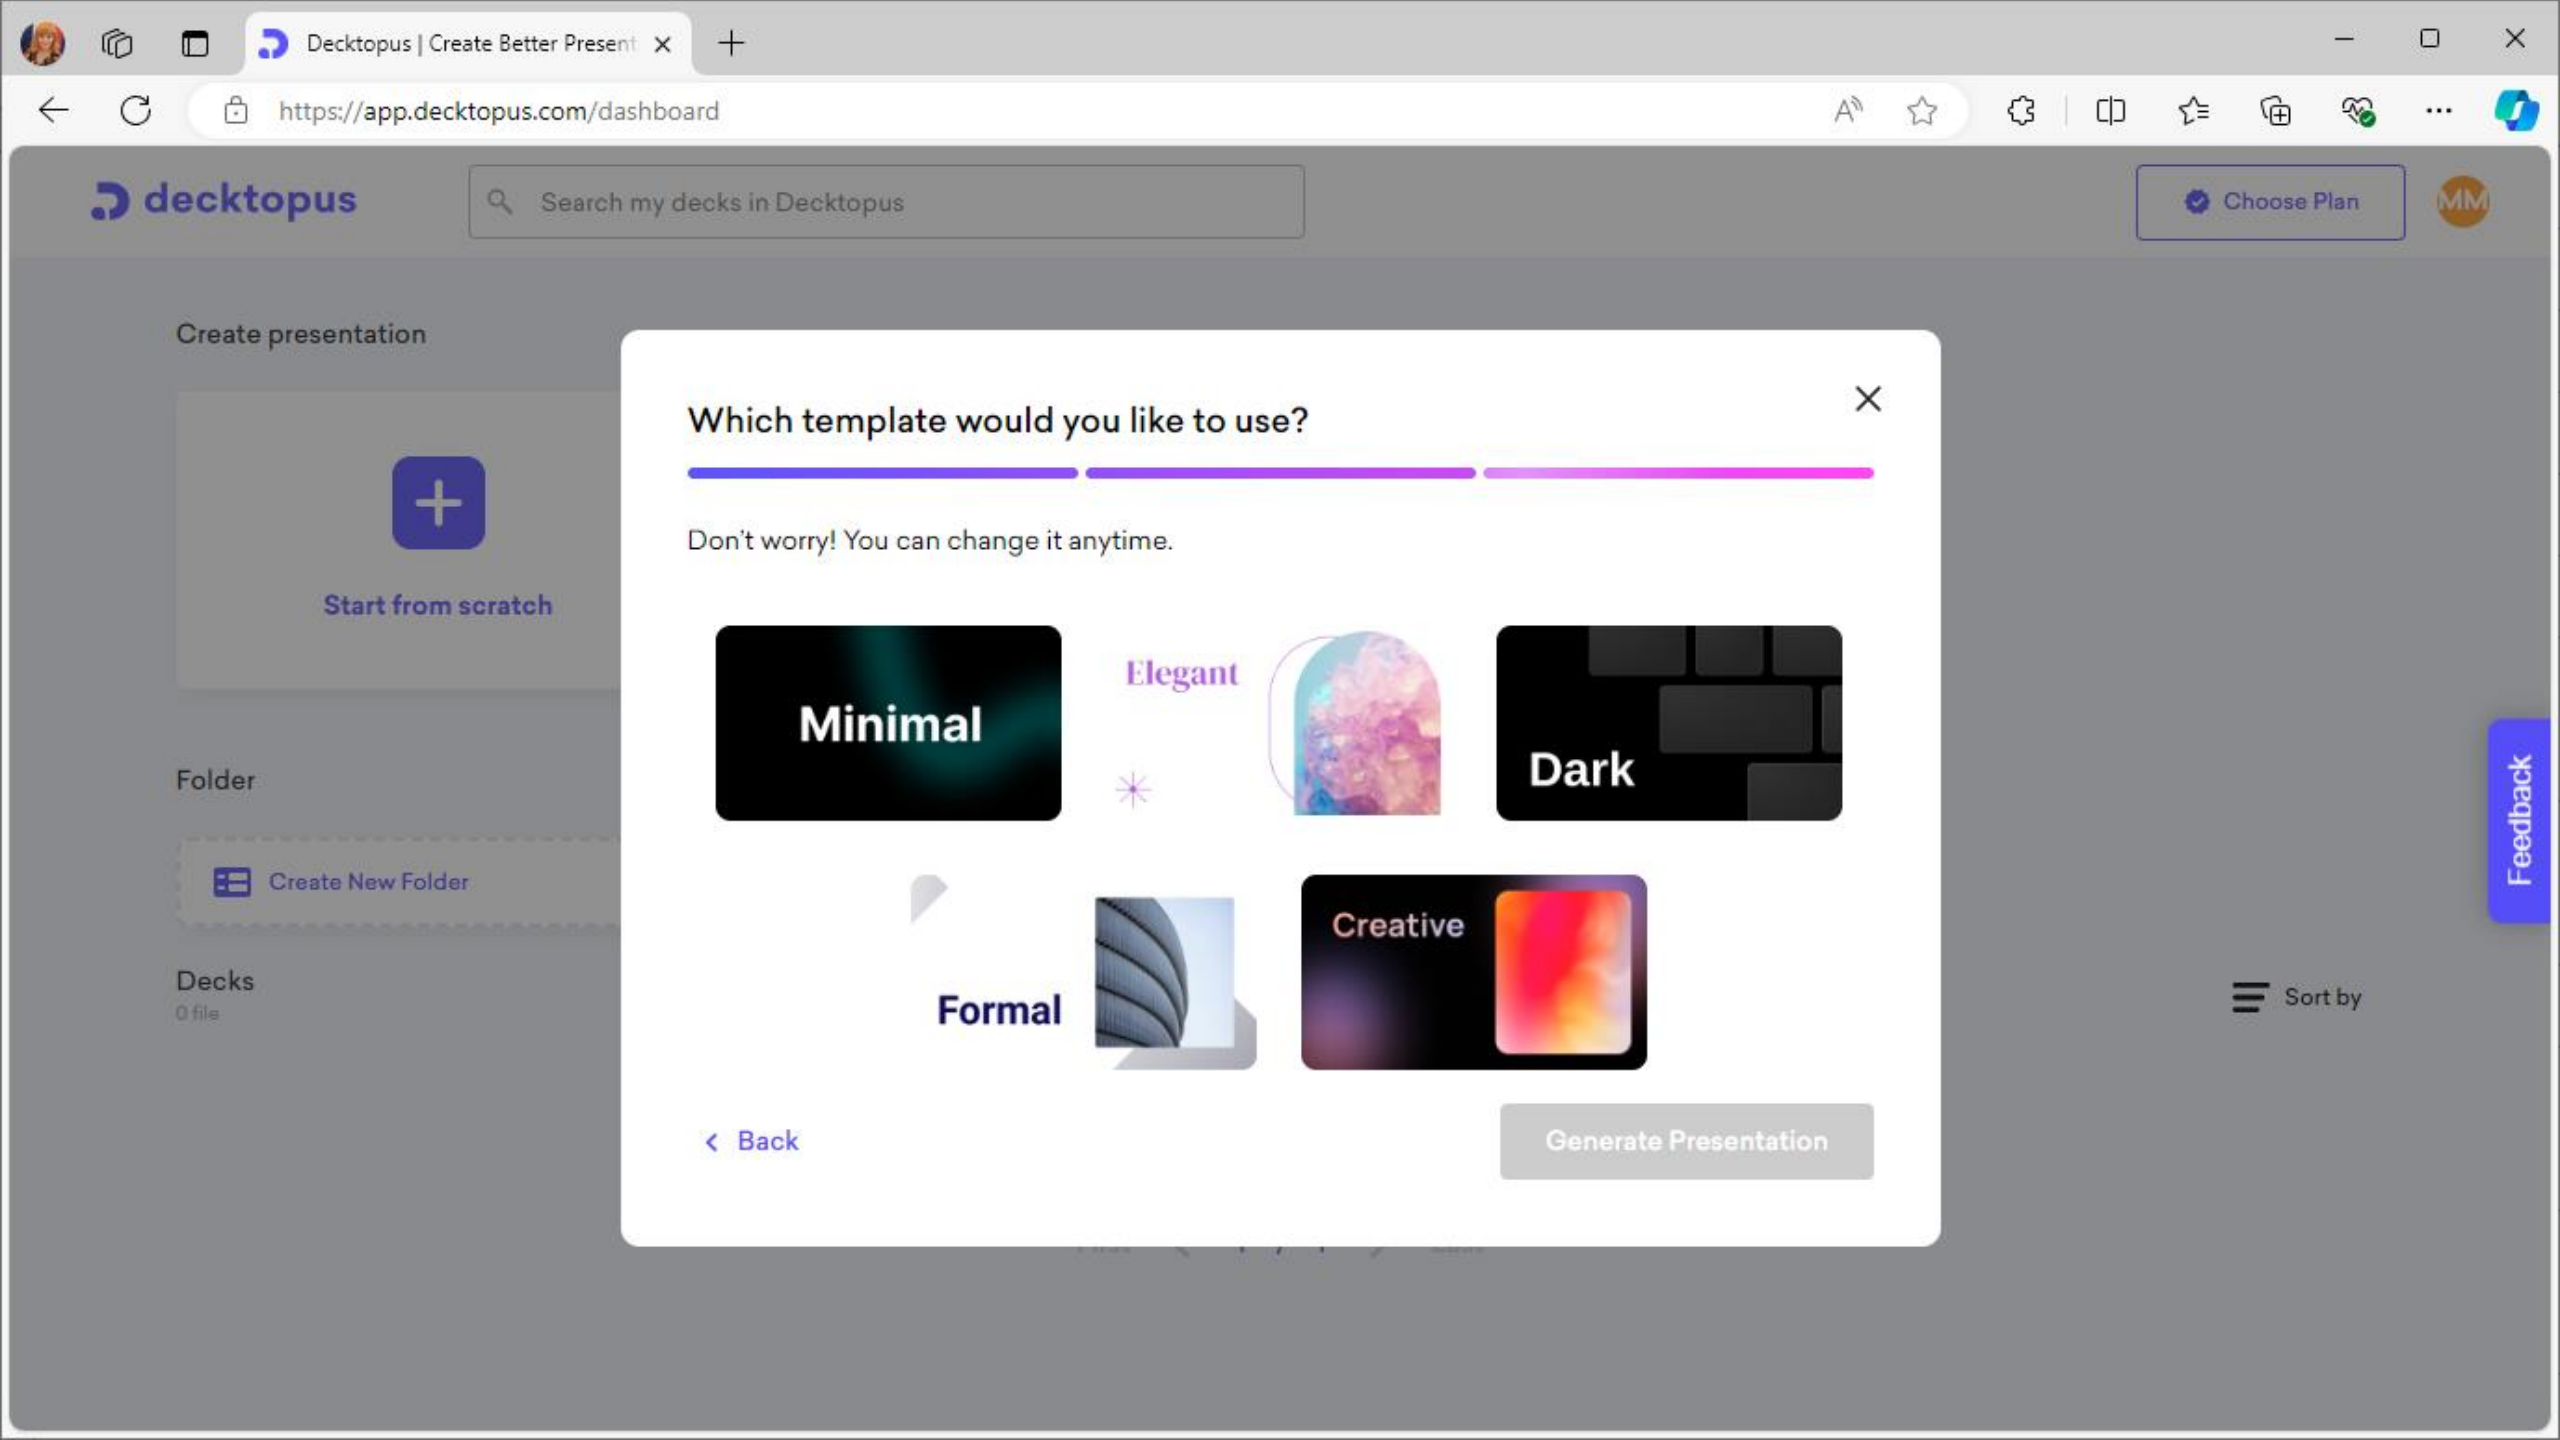 Decktopus | Create Better Present
https://app.decktopus.com/dashboard
decktopus
Search my decks in Decktopus
Choose Plan
MM
Create presentation
Start from scratch
Folder
Create New Folder
Decks
0 file
Sort by
Feedback
Which template would you like to use?
Don't worry! You can change it anytime.
Minimal
Elegant
Dark
Formal
Creative
Back
Generate Presentation